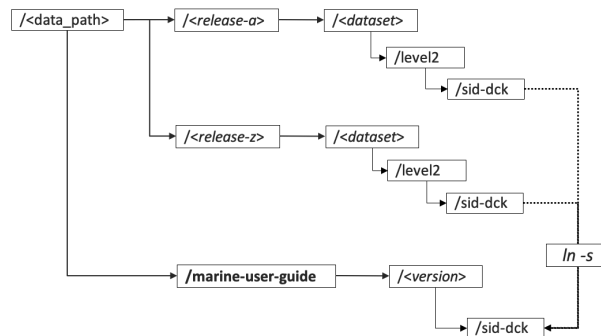 /<data_path>
/<release-a>
/<dataset>
/level2
/sid-dck
/<release-z>
/<dataset>
/level2
/sid-dck
ln -s
/marine-user-guide
/<version>
/sid-dck